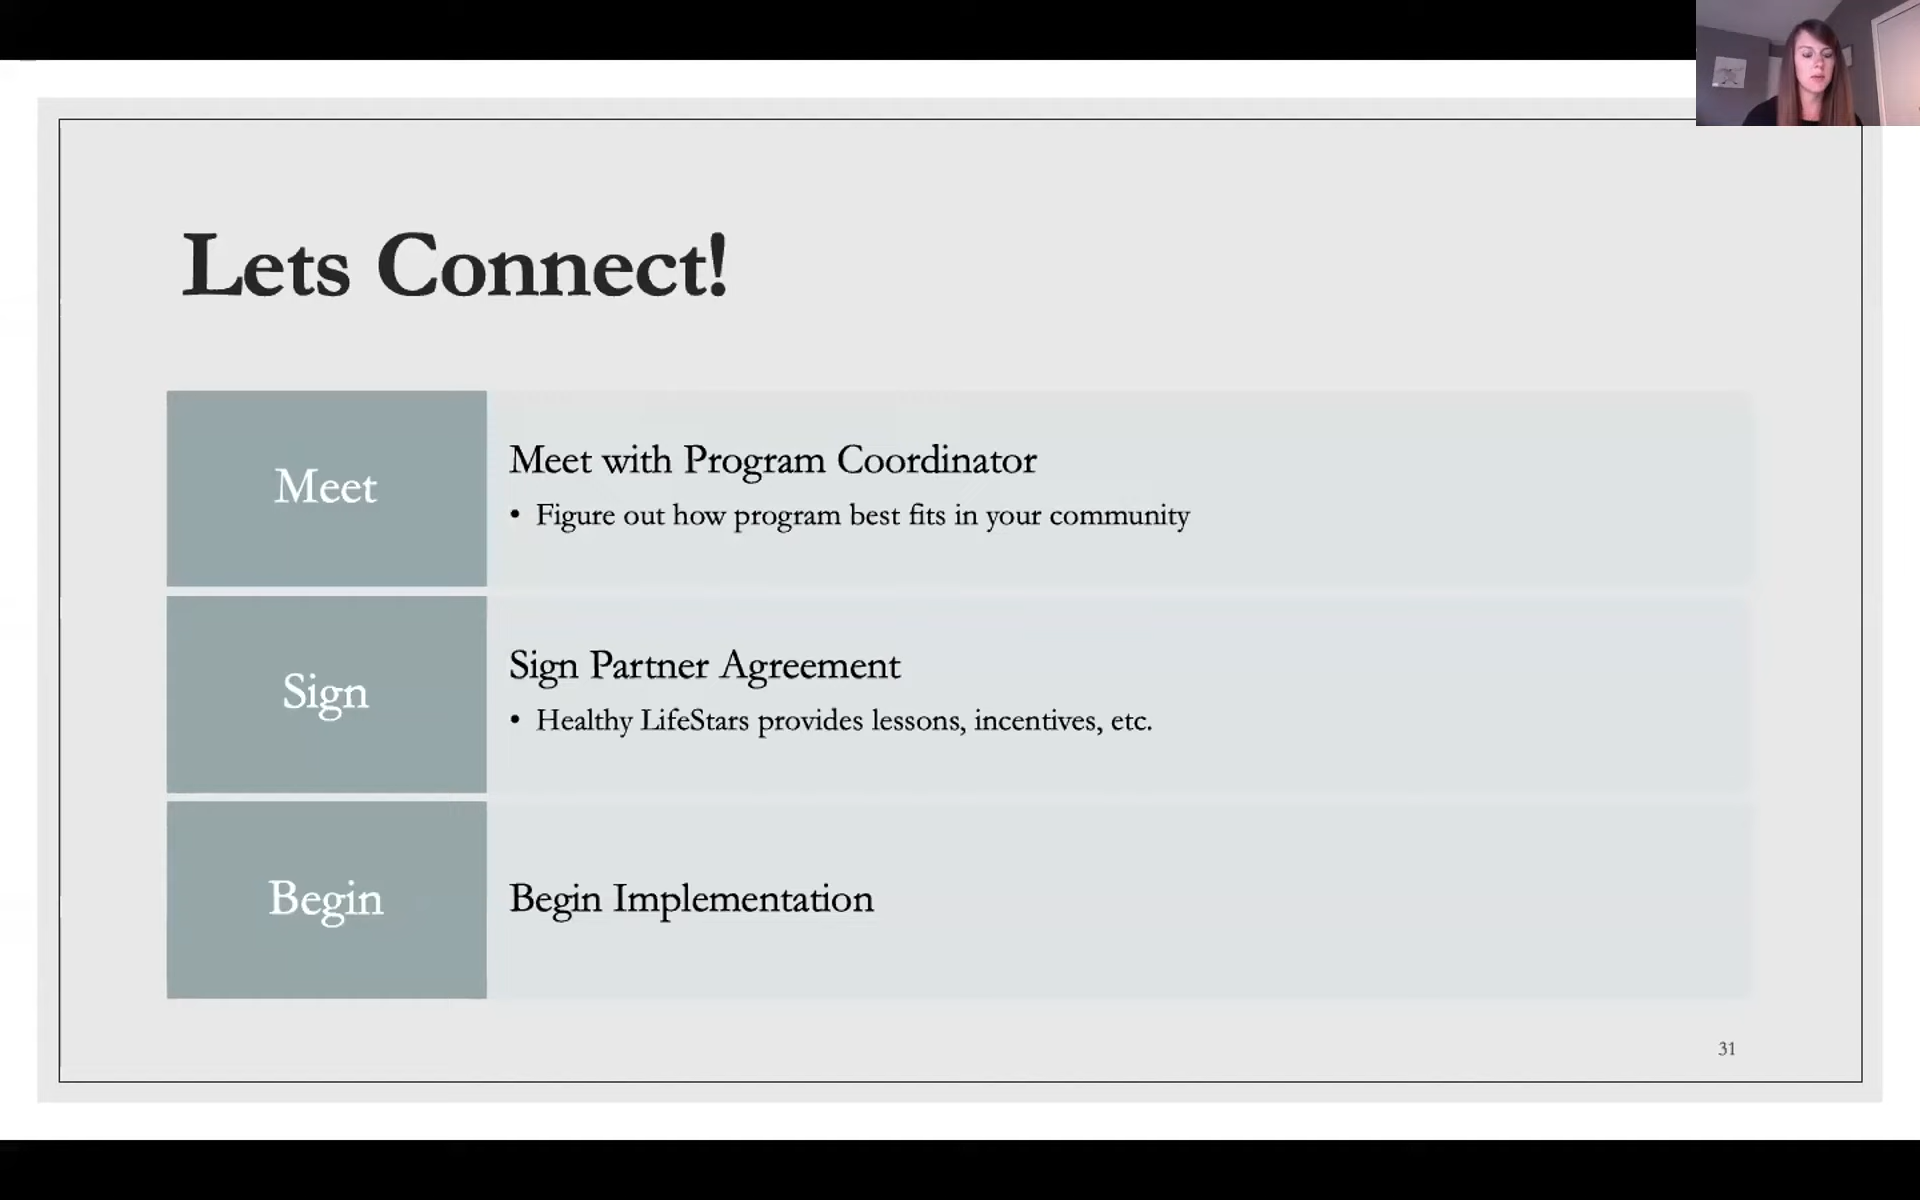 Lets Connect!
Meet
Meet with Program Coordinator
• Figure out how program best fits in your community
Sign
Sign Partner Agreement
• Healthy LifeStars provides lessons, incentives, etc.
Begin
Begin Implementation
31